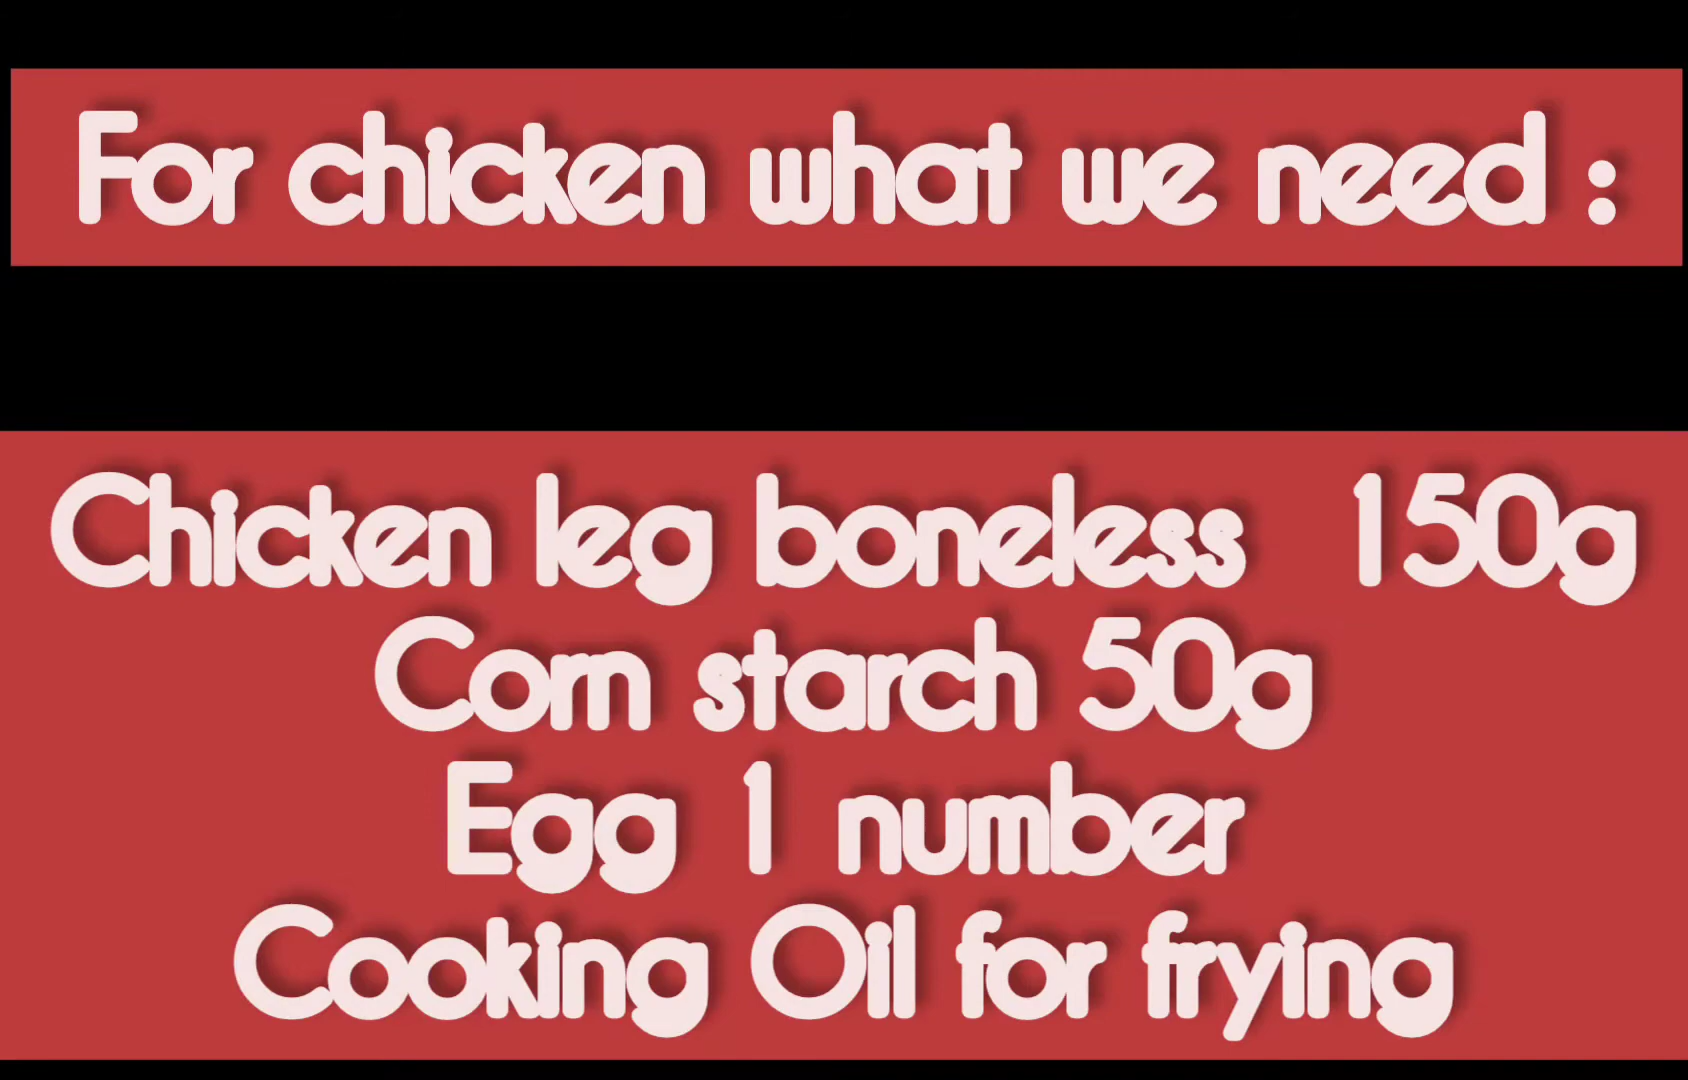 For chicken what we need :
Chicken leg boneless 150g
Corn starch 50g
Egg 1 number
Cooking Oil for frying